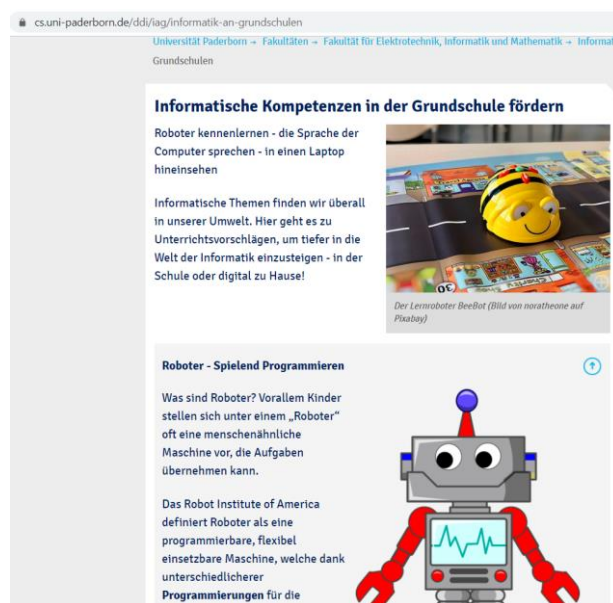 cs.uni-paderborn.de/ddi/iag/informatik-an-grundschulen
Universität Paderborn → Fakultäten → Fakultät für Elektrotechnik, Informatik und Mathematik → Informat
Grundschulen
Informatische Kompetenzen in der Grundschule fördern
Roboter kennenlernen - die Sprache der
Computer sprechen - in einen Laptop
hineinsehen
Informatische Themen finden wir überall
in unserer Umwelt. Hier geht es zu
Unterrichtsvorschlägen, um tiefer in die
Welt der Informatik einzusteigen - in der
Schule oder digital zu Hause!
30
Der Lernroboter BeeBot (Bild von noratheone auf
Pixabay)
Roboter - Spielend Programmieren
Was sind Roboter? Vorallem Kinder
stellen sich unter einem „Roboter“
oft eine menschenähnliche
Maschine vor, die Aufgaben
übernehmen kann.
Das Robot Institute of America
definiert Roboter als eine
programmierbare, flexibel
einsetzbare Maschine, welche dank
unterschiedlicherer
Programmierungen für die